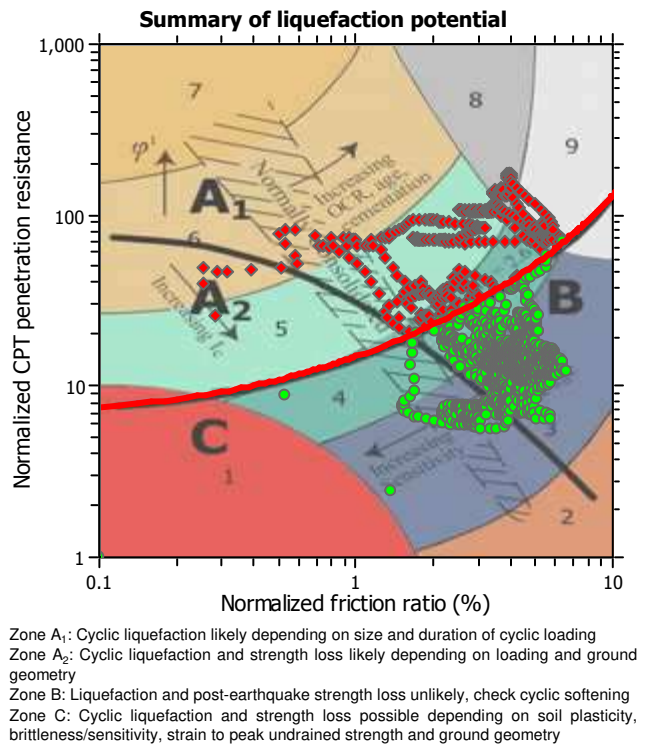 Summary of liquefaction potential
Normalized CPT penetration resistance
1,000
100
10
1
7
8
9
φ'
A1
Increasing
OCR, age,
cementation
Normally
consolidated
6
A2
Increasing Ic
5
B
4
C
Increasing
sensitivity
3
1
2
0.1
1
10
Normalized friction ratio (%)
Zone A1: Cyclic liquefaction likely depending on size and duration of cyclic loading
Zone A2: Cyclic liquefaction and strength loss likely depending on loading and ground
geometry
Zone B: Liquefaction and post-earthquake strength loss unlikely, check cyclic softening
Zone C: Cyclic liquefaction and strength loss possible depending on soil plasticity,
brittleness/sensitivity, strain to peak undrained strength and ground geometry